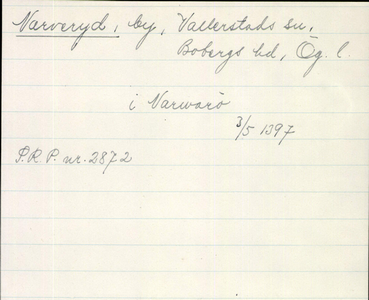 Narveryd, by, Vallerstads sn,
Bobergs hd, Ög. l.
i Narwarö
3/5 1397
P.R.P. nr. 2872